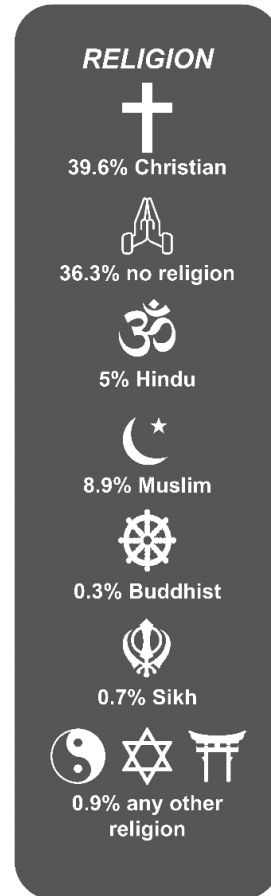 RELIGION
39.6% Christian
36.3% no religion
5% Hindu
8.9% Muslim
0.3% Buddhist
0.7% Sikh
0.9% any other
religion